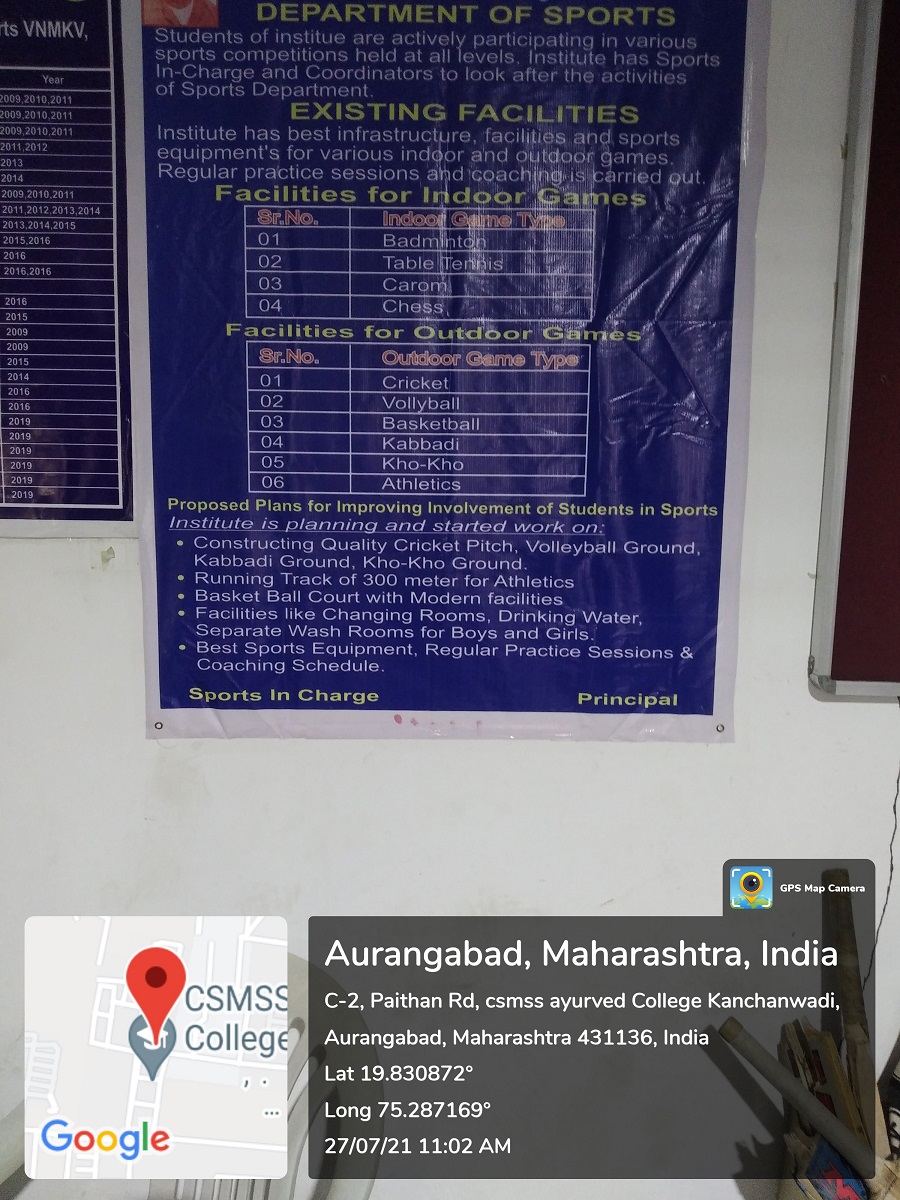 rts VNMKV,
Year
2009,2010,2011
2009,2010,2011
2009,2010,2011
2011,2012
2013
2014
2009,2010,2011
2011,2012,2013,2014
2013,2014,2015
2015,2016
2016
2016,2016
2016
2015
2009
2009
2015
2014
2016
2016
2019
2019
2019
2019
2019
2019
DEPARTMENT OF SPORTS
Students of institue are actively participating in various
sports competitions held at all levels. Institute has Sports
In-Charge and Coordinators to look after the activities
of Sports Department.
EXISTING FACILITIES
Institute has best infrastructure, facilities and sports
equipment's for various indoor and outdoor games.
Regular practice sessions and coaching is carried out.
Facilities for Indoor Games
Sr.No. Indoor Game Type
01 Badminton
02 Table Tennis
03 Carom
04 Chess
Facilities for Outdoor Games
Sr.No. Outdoor Game Type
01 Cricket
02 Vollyball
03 Basketball
04 Kabbadi
05 Kho-Kho
06 Athletics
Proposed Plans for Improving Involvement of Students in Sports
Institute is planning and started work on:
• Constructing Quality Cricket Pitch, Volleyball Ground,
Kabbadi Ground, Kho-Kho Ground.
• Running Track of 300 meter for Athletics
• Basket Ball Court with Modern facilities
• Facilities like Changing Rooms, Drinking Water,
Separate Wash Rooms for Boys and Girls.
• Best Sports Equipment, Regular Practice Sessions &
Coaching Schedule.
Sports In Charge Principal
GPS Map Camera
CSMSS
College
Google
Aurangabad, Maharashtra, India
C-2, Paithan Rd, csmss ayurved College Kanchanwadi,
Aurangabad, Maharashtra 431136, India
Lat 19.830872°
Long 75.287169°
27/07/21 11:02 AM